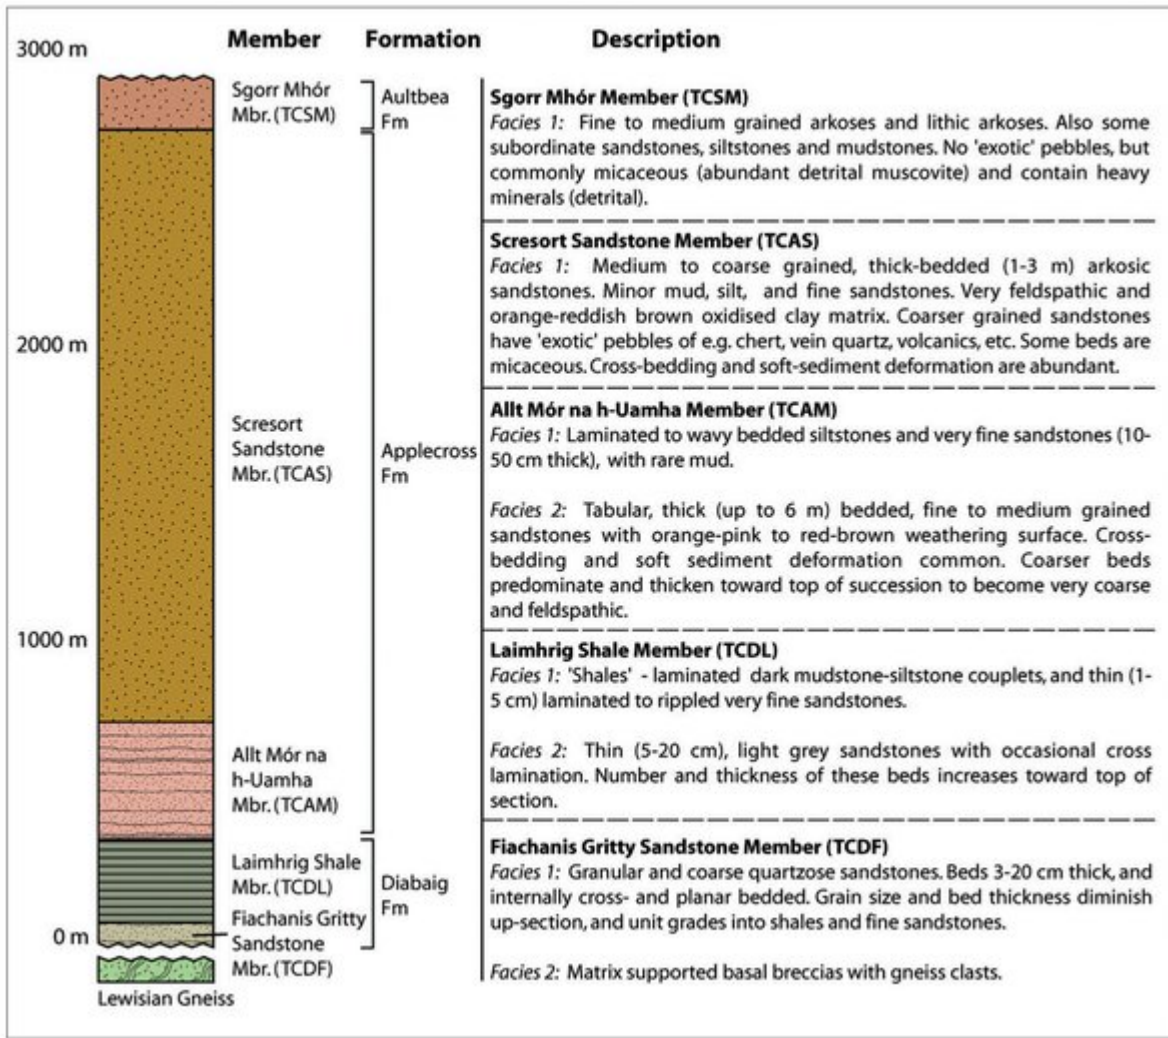 Member Formation Description
3000 m
2000 m
1000 m
0 m
Sgorr Mhór
Mbr. (TCSM)
Scresort
Sandstone
Mbr. (TCAS)
Allt Mór na
h-Uamha
Mbr. (TCAM)
Laimhrig Shale
Mbr. (TCDL)
Fiachanis Gritty
Sandstone
Mbr. (TCDF)
Lewisian Gneiss
Aultbea
Fm
Applecross
Fm
Diabaig
Fm
Sgorr Mhór Member (TCSM)
Facies 1: Fine to medium grained arkoses and lithic arkoses. Also some
subordinate sandstones, siltstones and mudstones. No 'exotic' pebbles, but
commonly micaceous (abundant detrital muscovite) and contain heavy
minerals (detrital).
Scresort Sandstone Member (TCAS)
Facies 1: Medium to coarse grained, thick-bedded (1-3 m) arkosic
sandstones. Minor mud, silt, and fine sandstones. Very feldspathic and
orange-reddish brown oxidised clay matrix. Coarser grained sandstones
have 'exotic' pebbles of e.g. chert, vein quartz, volcanics, etc. Some beds are
micaceous. Cross-bedding and soft-sediment deformation are abundant.
Allt Mór na h-Uamha Member (TCAM)
Facies 1: Laminated to wavy bedded siltstones and very fine sandstones (10-
50 cm thick), with rare mud.
Facies 2: Tabular, thick (up to 6 m) bedded, fine to medium grained
sandstones with orange-pink to red-brown weathering surface. Cross-
bedding and soft sediment deformation common. Coarser beds
predominate and thicken toward top of succession to become very coarse
and feldspathic.
Laimhrig Shale Member (TCDL)
Facies 1: 'Shales' - laminated dark mudstone-siltstone couplets, and thin (1-
5 cm) laminated to rippled very fine sandstones.
Facies 2: Thin (5-20 cm), light grey sandstones with occasional cross
lamination. Number and thickness of these beds increases toward top of
section.
Fiachanis Gritty Sandstone Member (TCDF)
Facies 1: Granular and coarse quartzose sandstones. Beds 3-20 cm thick, and
internally cross- and planar bedded. Grain size and bed thickness diminish
up-section, and unit grades into shales and fine sandstones.
Facies 2: Matrix supported basal breccias with gneiss clasts.